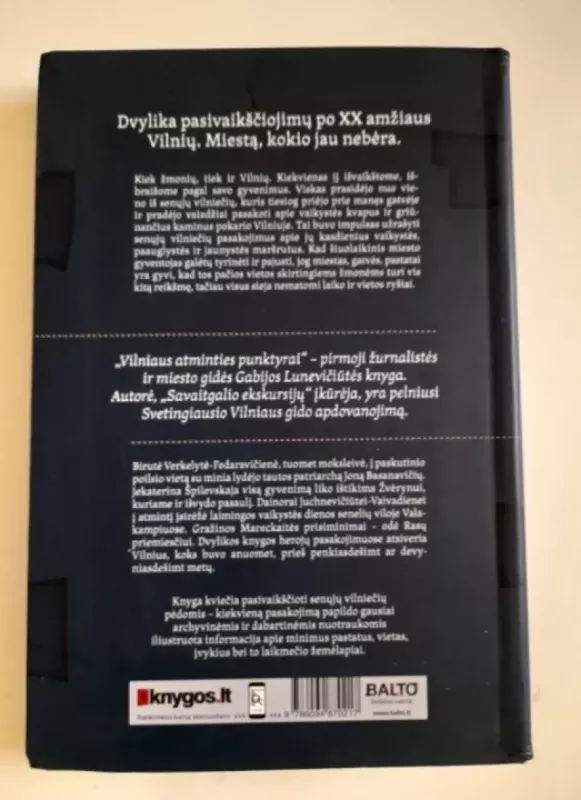 Dvylika pasivaikščiojimų po XX amžiaus
Vilnių. Miestą, kokio jau nebėra.
Kiek žmonių, tiek ir Vilnių. Kiekvienas jį išvaikštome, iš-
braižome pagal savo gyvenimus. Viskas prasidėjo nuo vie-
no iš senųjų vilniečių, kuris tiesiog priėjo prie manęs gatvėje
ir pradėjo vaizdžiai pasakoti apie vaikystės kvapus ir griū-
nančius kaminus pokario Vilniuje. Tai buvo impulsas užrašyti
senųjų vilniečių pasakojimus apie jų kasdienius vaikystės,
paauglystės ir jaunystės maršrutus. Kad šiuolaikinis miesto
gyventojas galėtų tyrinėti ir pajusti, jog miestas, gatvės, pastatai
yra gyvi, kad tos pačios vietos skirtingiems žmonėms turi vis
kitą reikšmę, tačiau visus sieja nematomi laiko ir vietos ryšiai.
„Vilniaus atminties punktyrai“ – pirmoji žurnalistės
ir miesto gidės Gabijos Lunevičiūtės knyga.
Autorė, „Savaitgalio ekskursijų“ įkūrėja, yra pelniusi
Svetingiausio Vilniaus gido apdovanojimą.
Birutė Verkelytė-Fedaravičienė, tuomet moksleivė, į paskutinio
poilsio vietą su minia lydėjo tautos patriarchą Joną Basanavičių.
Jekaterina Špilevskaja visą gyvenimą liko ištikima Žvėrynui,
kuriame ir išvydo pasaulį. Dainorai Juchnevičiūtei-Vaivadienei
į atmintį įsirėžė laimingos vaikystės dienos senelių viloje Vala-
kampiuose. Gražinos Mareckaitės prisiminimai – odė Rasų
priemiesčiui. Dvylikos knygos herojų pasakojimuose atsiveria
Vilnius, koks buvo anuomet, prieš penkiasdešimt ar devy-
niasdešimt metų.
Knyga kviečia pasivaikščioti senųjų vilniečių
pėdomis – kiekvieną pasakojimą papildo gausiai
archyvinėmis ir dabartinėmis nuotraukomis
iliustruota informacija apie minimus pastatus, vietas,
įvykius bei to laikmečio žemėlapiai.
knygos.lt
BALTO
www.balto.lt